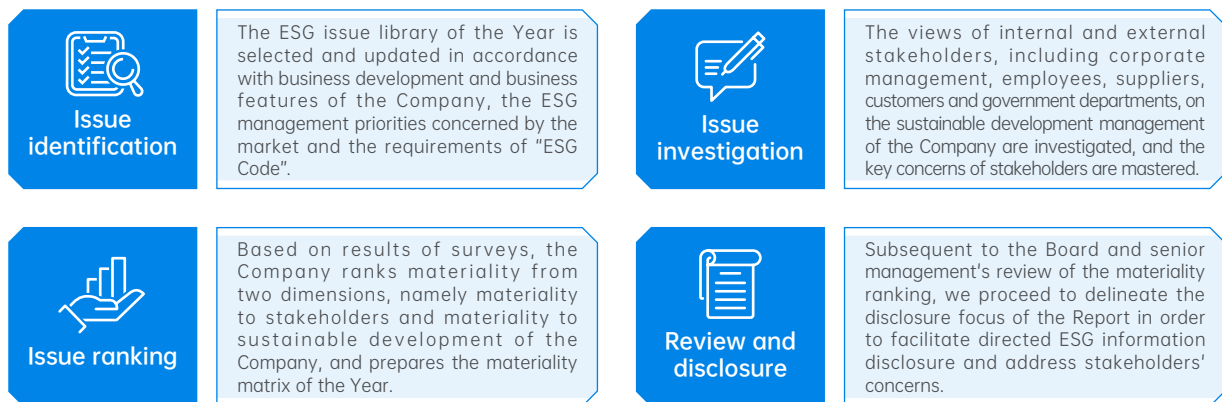 Issue
identification
The ESG issue library of the Year is
selected and updated in accordance
with business development and business
features of the Company, the ESG
management priorities concerned by the
market and the requirements of "ESG
Code".
Issue
investigation
The views of internal and external
stakeholders, including corporate
management, employees, suppliers,
customers and government departments, on
the sustainable development management
of the Company are investigated, and the
key concerns of stakeholders are mastered.
Issue ranking
Based on results of surveys, the
Company ranks materiality from
two dimensions, namely materiality
to stakeholders and materiality to
sustainable development of the
Company, and prepares the materiality
matrix of the Year.
Review and
disclosure
Subsequent to the Board and senior
management's review of the materiality
ranking, we proceed to delineate the
disclosure focus of the Report in order
to facilitate directed ESG information
disclosure and address stakeholders'
concerns.